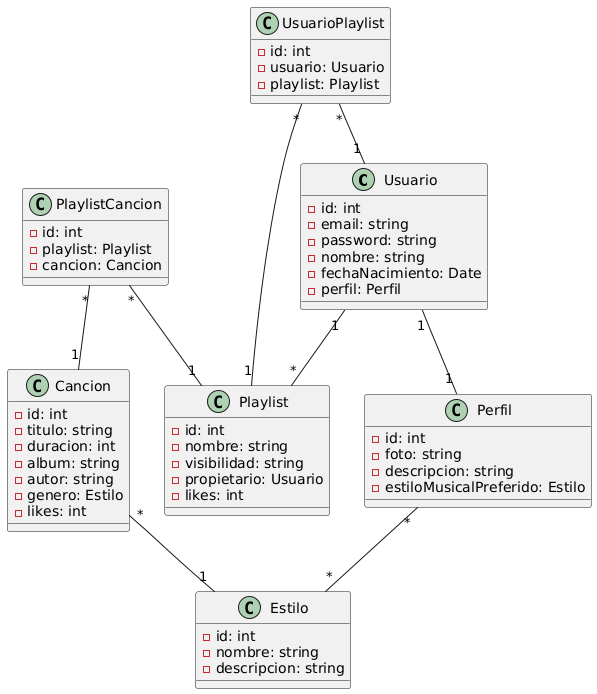 C UsuarioPlaylist
id: int
usuario: Usuario
playlist: Playlist
* *
1
C Usuario
id: int
email: string
password: string
nombre: string
fechaNacimiento: Date
perfil: Perfil
C PlaylistCancion
id: int
playlist: Playlist
cancion: Cancion
* *
1 1
1 1
* 1
C Cancion
id: int
titulo: string
duracion: int
album: string
autor: string
genero: Estilo
likes: int
C Playlist
id: int
nombre: string
visibilidad: string
propietario: Usuario
likes: int
C Perfil
id: int
foto: string
descripcion: string
estiloMusicalPreferido: Estilo
* *
1 *
1
C Estilo
id: int
nombre: string
descripcion: string